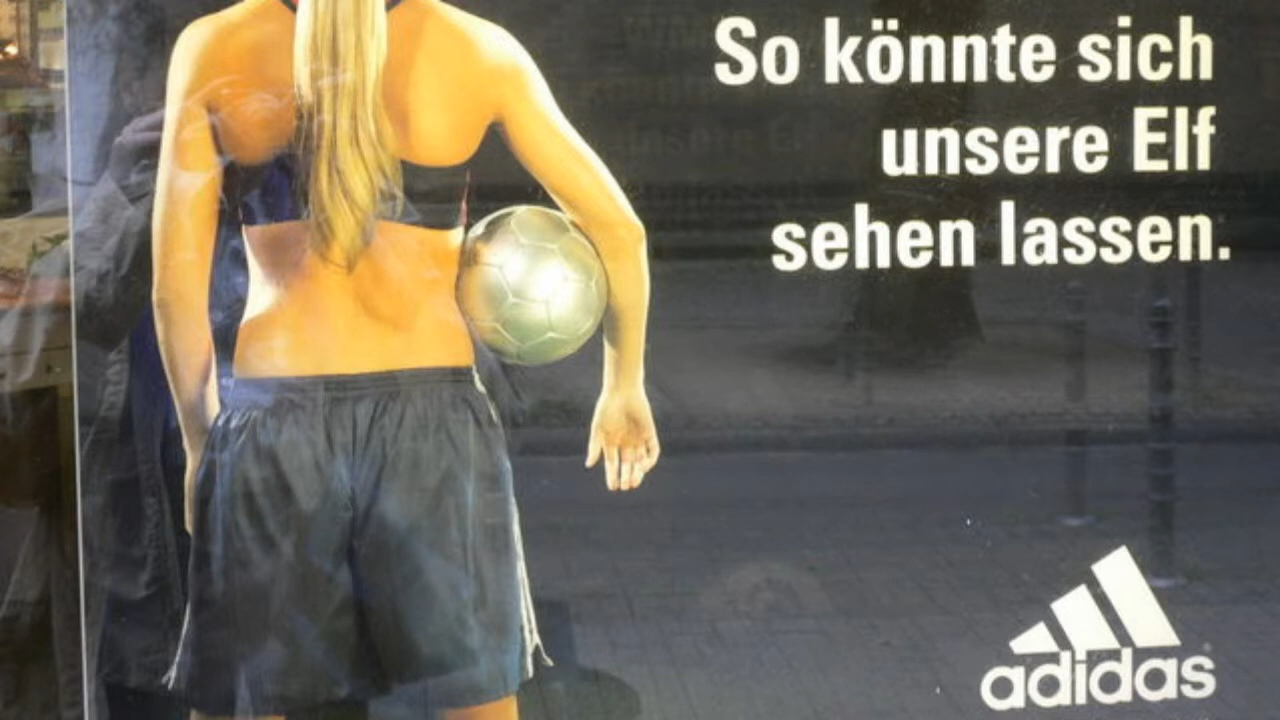 So könnte sich
unsere Elf
sehen lassen.
adidas